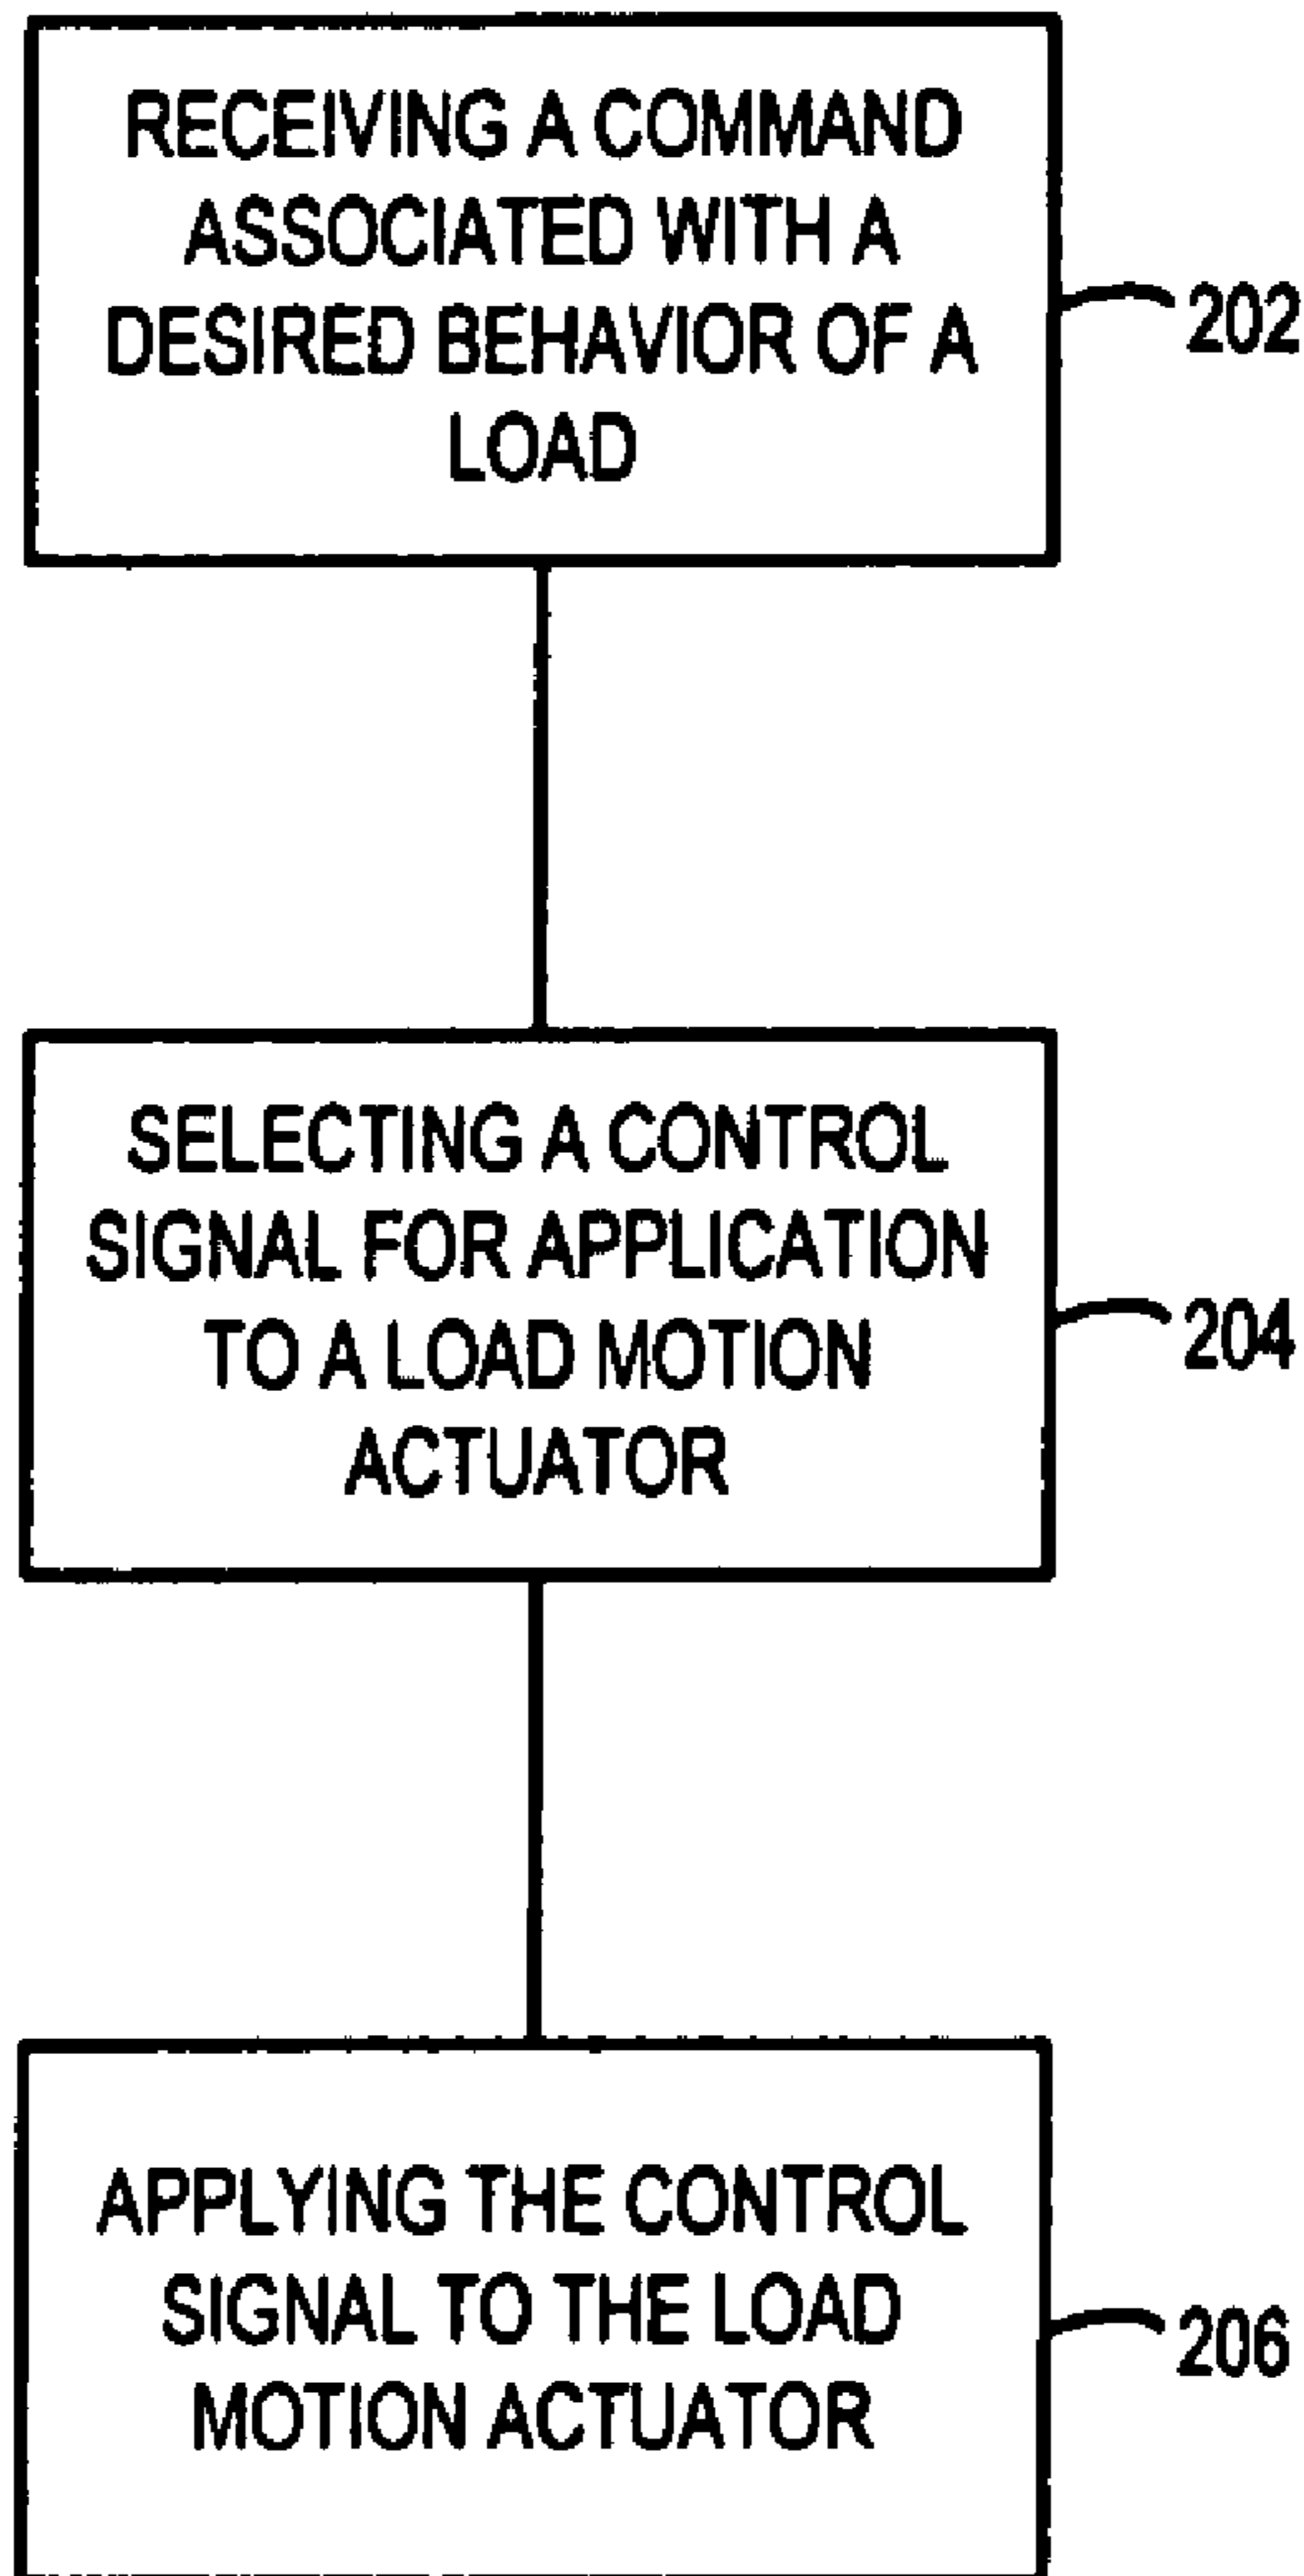 RECEIVING A COMMAND
ASSOCIATED WITH A
DESIRED BEHAVIOR OF A
LOAD
202
SELECTING A CONTROL
SIGNAL FOR APPLICATION
TO A LOAD MOTION
ACTUATOR
204
APPLYING THE CONTROL
SIGNAL TO THE LOAD
MOTION ACTUATOR
206